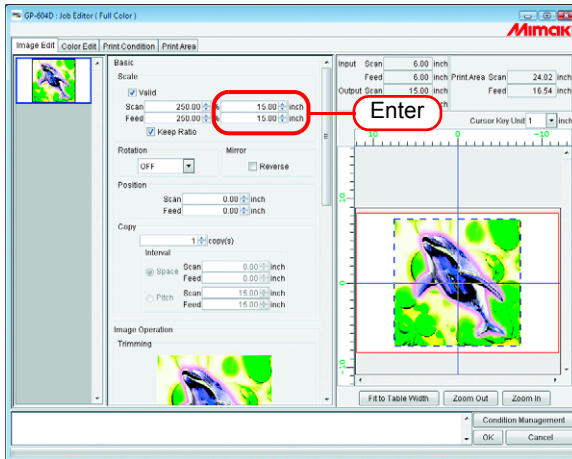 GP-604D : Job Editor ( Full Color )
Mimaki
Image Edit Color Edit Print Condition Print Area
Basic
Scale
Valid
Scan 250.00 % 15.00 inch
Feed 250.00 % 15.00 inch
Keep Ratio
Enter
Rotation Mirror
OFF Reverse
Position
Scan 0.00 inch
Feed 0.00 inch
Copy
1 copy(s)
Interval
Space Scan 0.00 inch
Feed 0.00 inch
Pitch Scan 15.00 inch
Feed 15.00 inch
Image Operation
Trimming
Input Scan 6.00 inch
Feed 6.00 inch Print Area Scan 24.02 inch
Output Scan 15.00 inch Feed 16.54 inch
inch
Cursor Key Unit 1 inch
10 0 -10
10
0
-10
Fit to Table Width Zoom Out Zoom In
Condition Management
OK Cancel